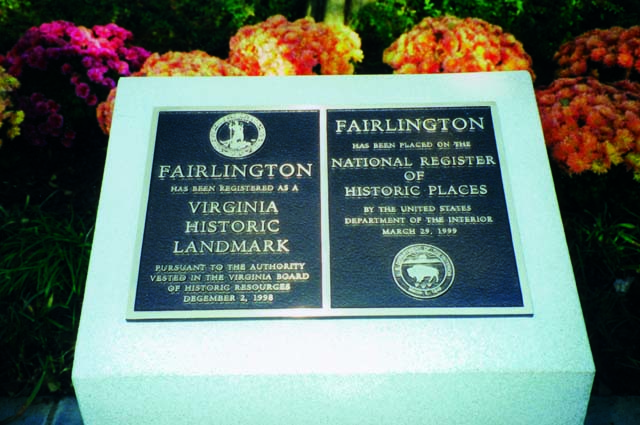 FAIRLINGTON
HAS BEEN REGISTERED AS A
VIRGINIA
HISTORIC
LANDMARK
PURSUANT TO THE AUTHORITY
VESTED IN THE VIRGINIA BOARD
OF HISTORIC RESOURCES
DECEMBER 2, 1998
FAIRLINGTON
HAS BEEN PLACED ON THE
NATIONAL REGISTER
OF
HISTORIC PLACES
BY THE UNITED STATES
DEPARTMENT OF THE INTERIOR
MARCH 29, 1999